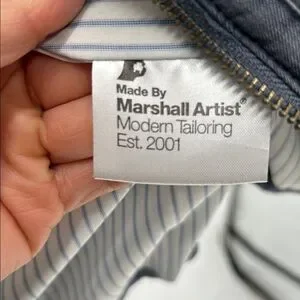 Made By
Marshall Artist®
Modern Tailoring
Est. 2001